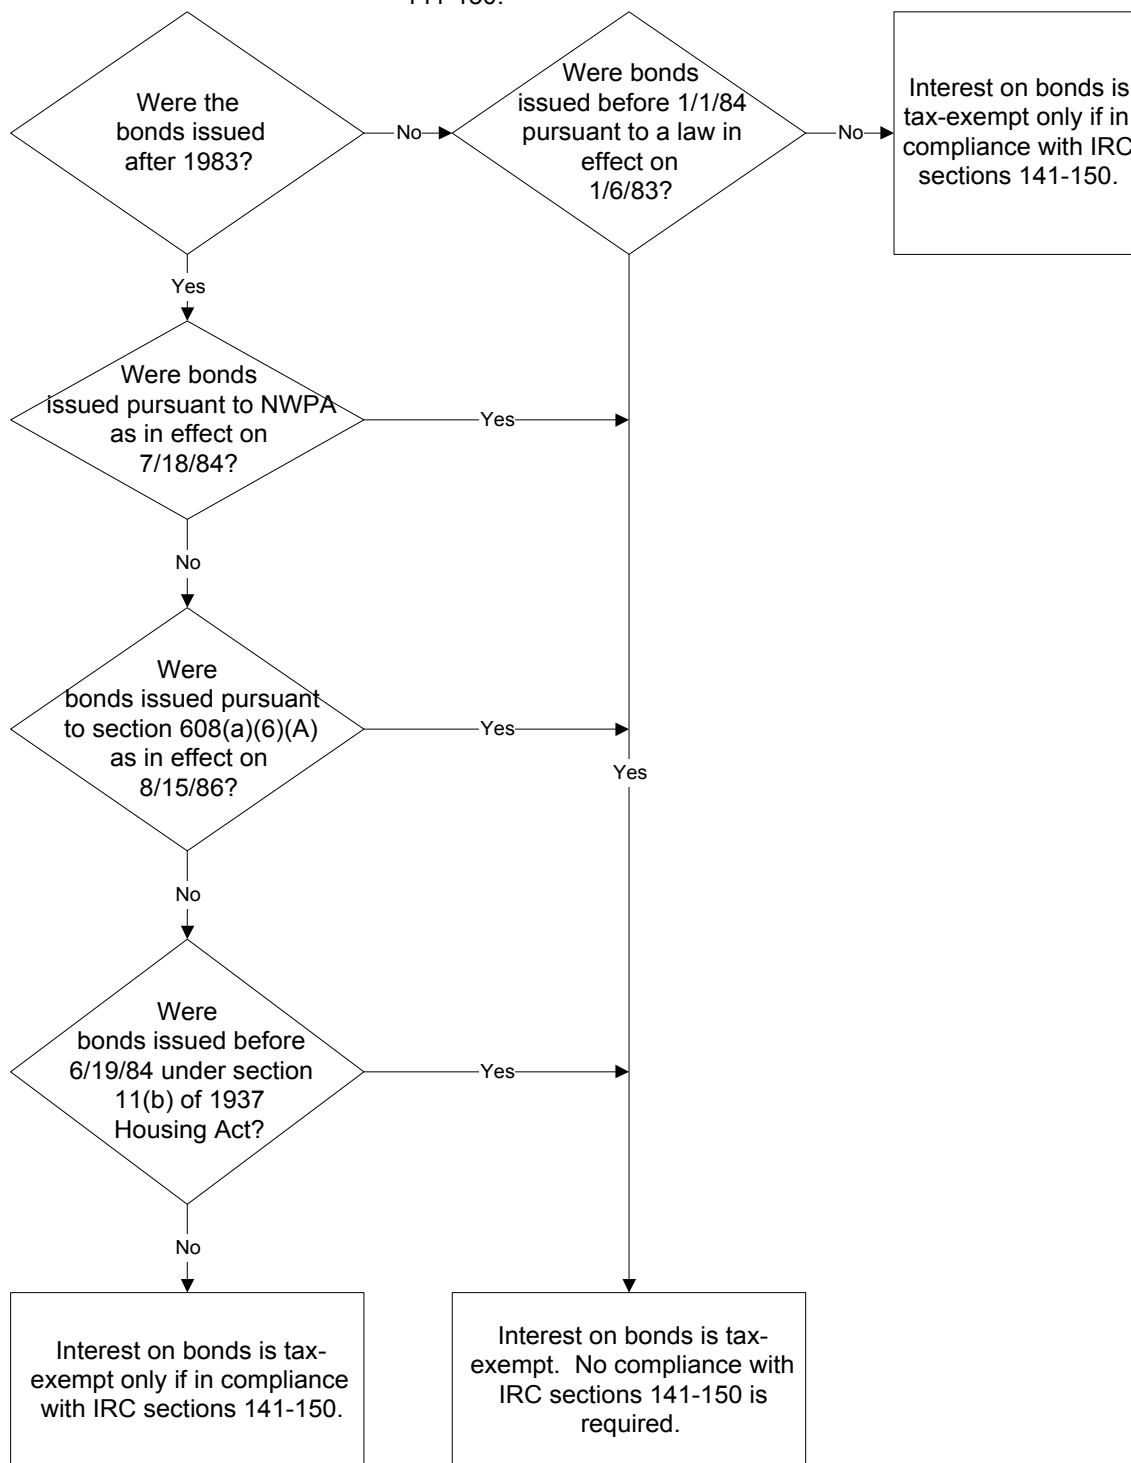 141-150.
Were the
bonds issued
after 1983?
No
Were bonds
issued before 1/1/84
pursuant to a law in
effect on
1/6/83?
No
Interest on bonds is
tax-exempt only if in
compliance with IRC
sections 141-150.
Yes
Were bonds
issued pursuant to NWPA
as in effect on
7/18/84?
Yes
No
Were
bonds issued pursuant
to section 608(a)(6)(A)
as in effect on
8/15/86?
Yes
Yes
No
Were
bonds issued before
6/19/84 under section
11(b) of 1937
Housing Act?
Yes
No
Interest on bonds is tax-
exempt only if in compliance
with IRC sections 141-150.
Interest on bonds is tax-
exempt. No compliance with
IRC sections 141-150 is
required.